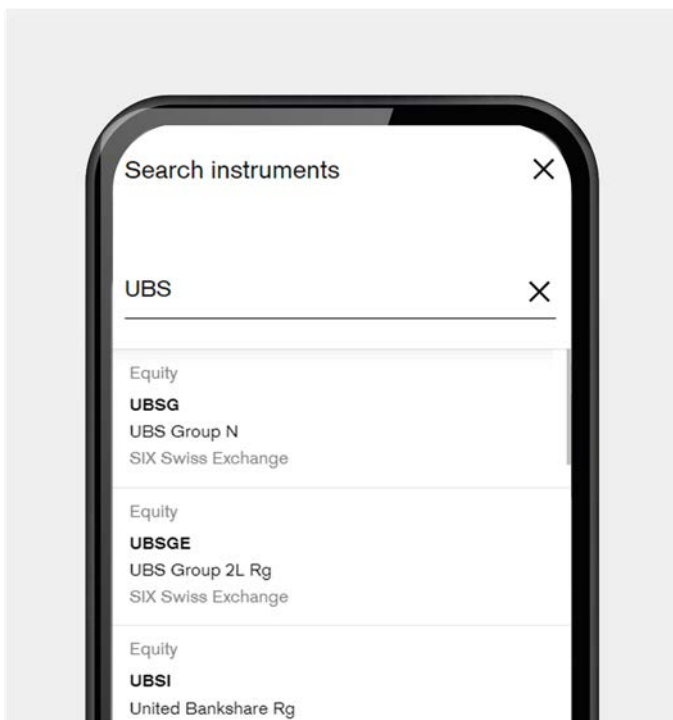 Search instruments
UBS
Equity
UBSG
UBS Group N
SIX Swiss Exchange
Equity
UBSGE
UBS Group 2L Rg
SIX Swiss Exchange
Equity
UBSI
United Bankshare Rg